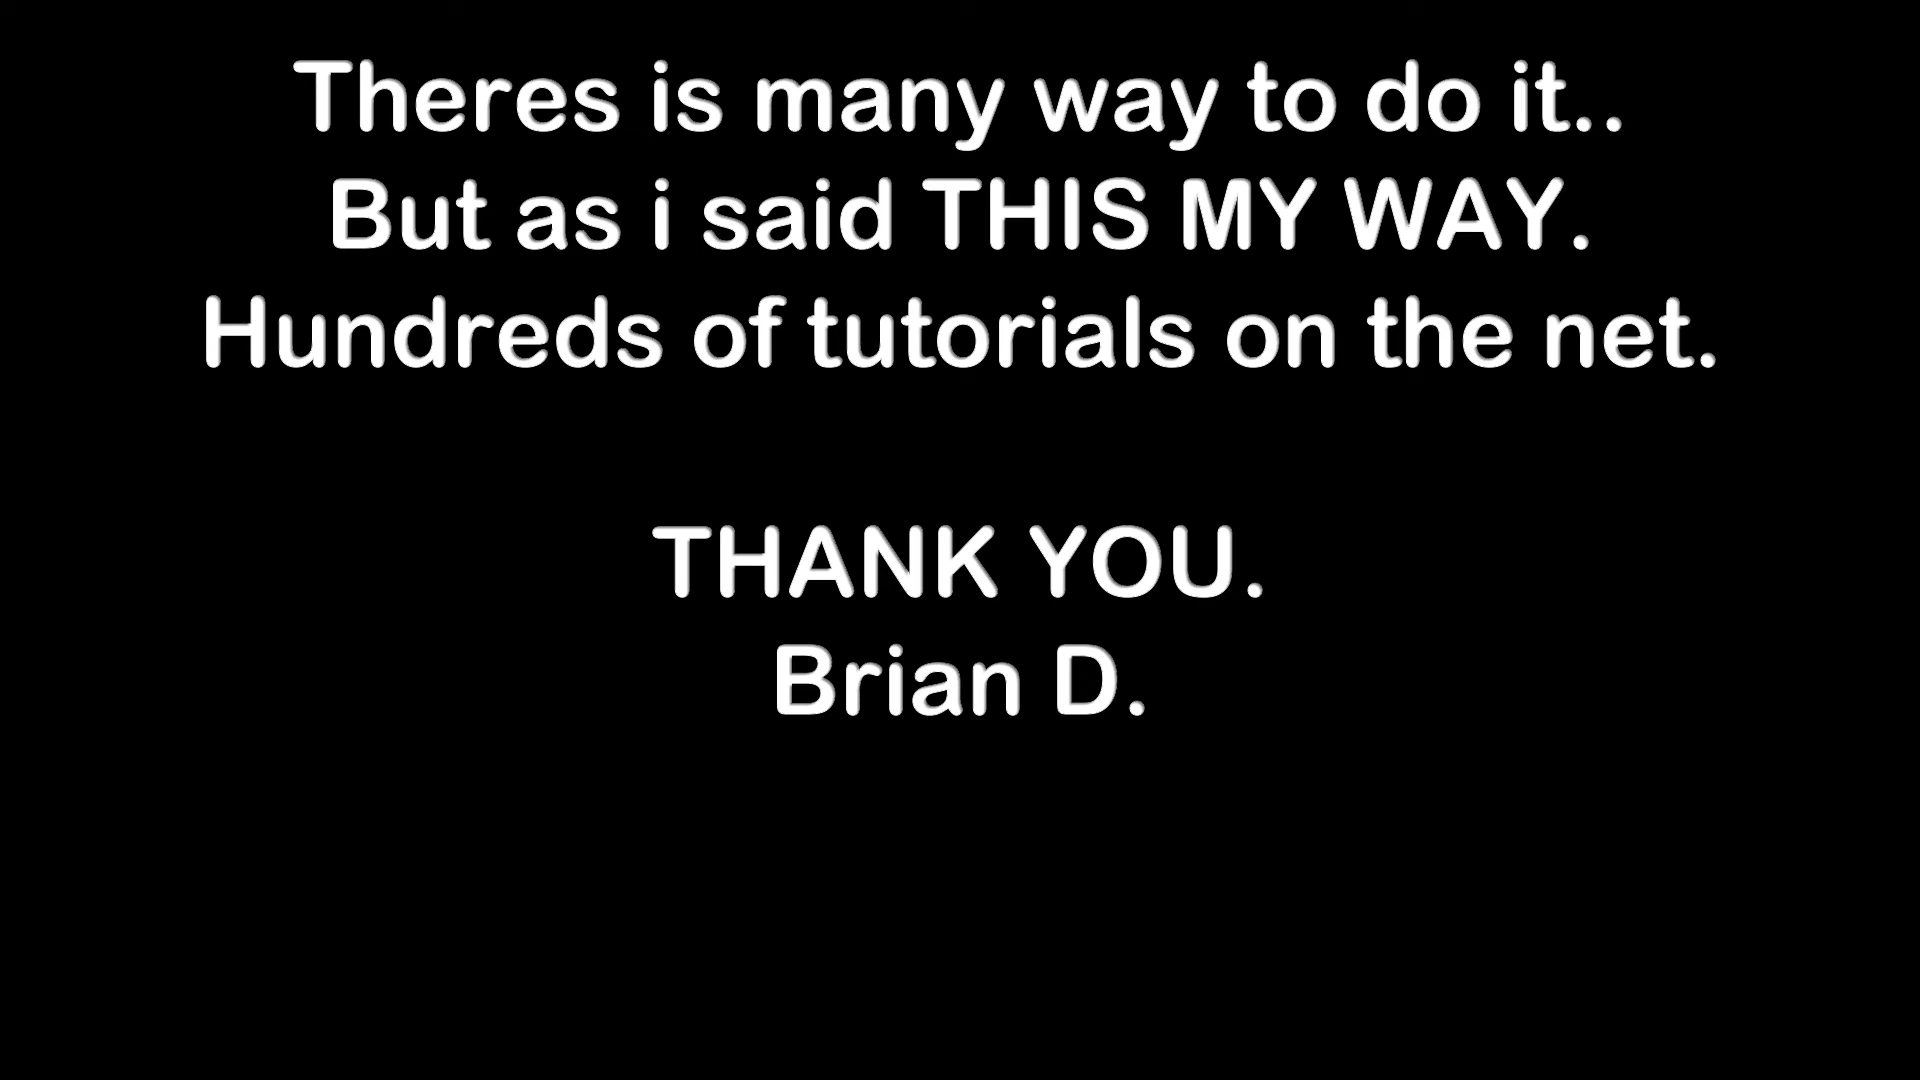 Theres is many way to do it..
But as i said THIS MY WAY.
Hundreds of tutorials on the net.
THANK YOU.
Brian D.